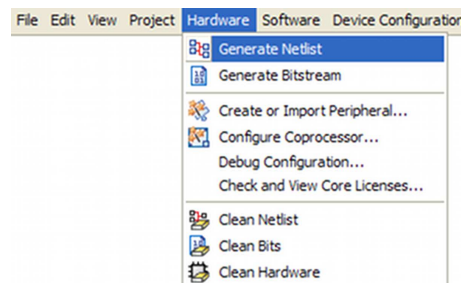 File Edit View Project Hardware Software Device Configuration
Generate Netlist
Generate Bitstream
Create or Import Peripheral...
Configure Coprocessor...
Debug Configuration...
Check and View Core Licenses...
Clean Netlist
Clean Bits
Clean Hardware